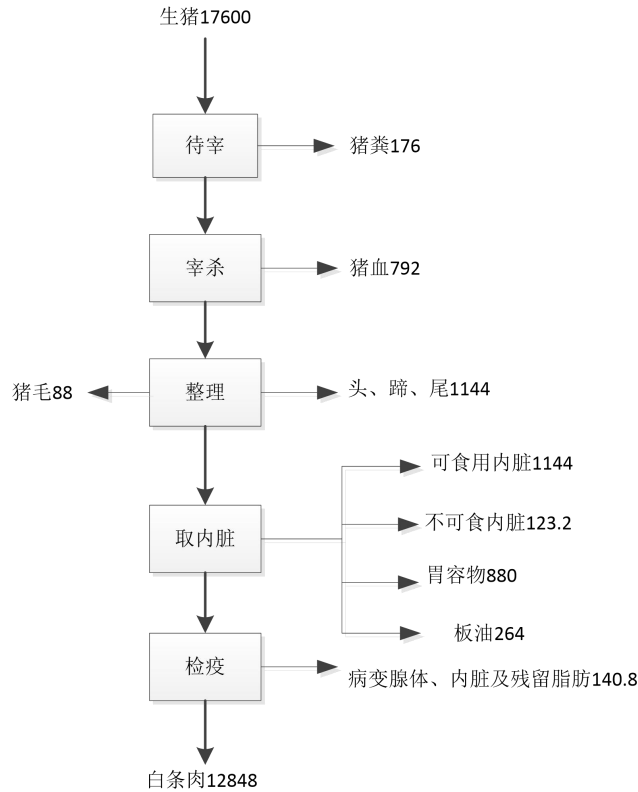 生猪17600
待宰
猪粪176
宰杀
猪血792
猪毛88
整理
头、蹄、尾1144
可食用内脏1144
不可食内脏123.2
取内脏
胃容物880
板油264
检疫
病变腺体、内脏及残留脂肪140.8
白条肉12848